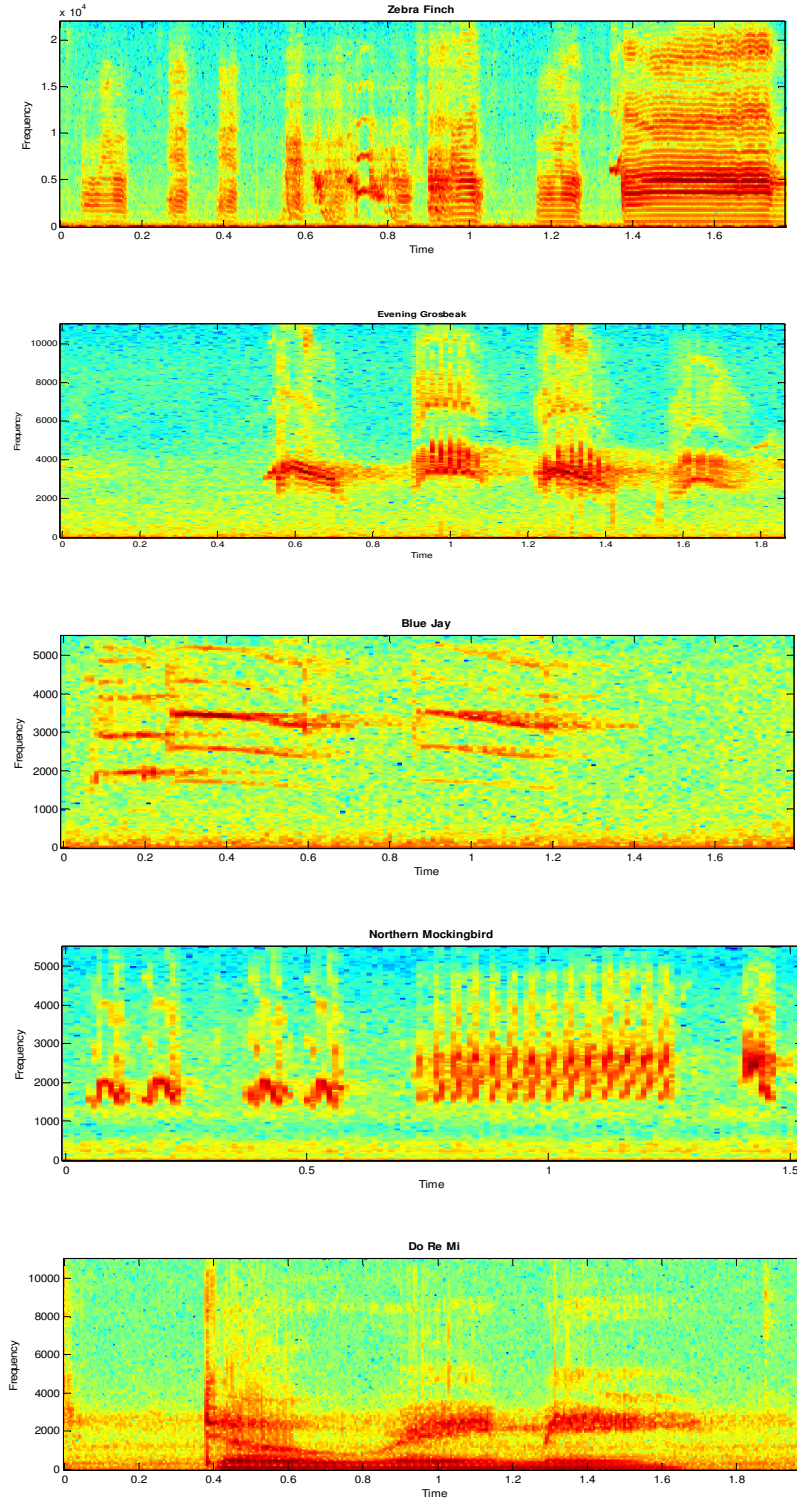 Zebra Finch
x 10^4
2
1.5
1
0.5
0
Frequency
0 0.2 0.4 0.6 0.8 1 1.2 1.4 1.6
Time
Evening Grosbeak
10000
8000
6000
4000
2000
0
Frequency
0 0.2 0.4 0.6 0.8 1 1.2 1.4 1.6 1.8
Time
Blue Jay
5000
4000
3000
2000
1000
0
Frequency
0 0.2 0.4 0.6 0.8 1 1.2 1.4 1.6
Time
Northern Mockingbird
5000
4000
3000
2000
1000
0
Frequency
0 0.5 1 1.5
Time
Do Re Mi
10000
8000
6000
4000
2000
0
Frequency
0 0.2 0.4 0.6 0.8 1 1.2 1.4 1.6 1.8
Time